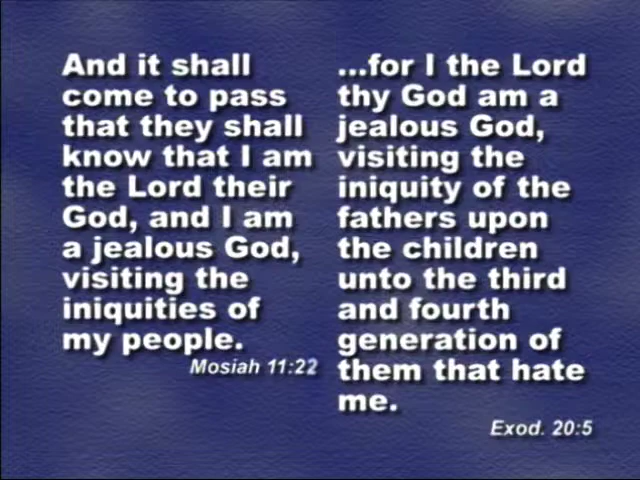 And it shall
come to pass
that they shall
know that I am
the Lord their
God, and I am
a jealous God,
visiting the
iniquities of
my people.
Mosiah 11:22
...for I the Lord
thy God am a
jealous God,
visiting the
iniquity of the
fathers upon
the children
unto the third
and fourth
generation of
them that hate
me.
Exod. 20:5